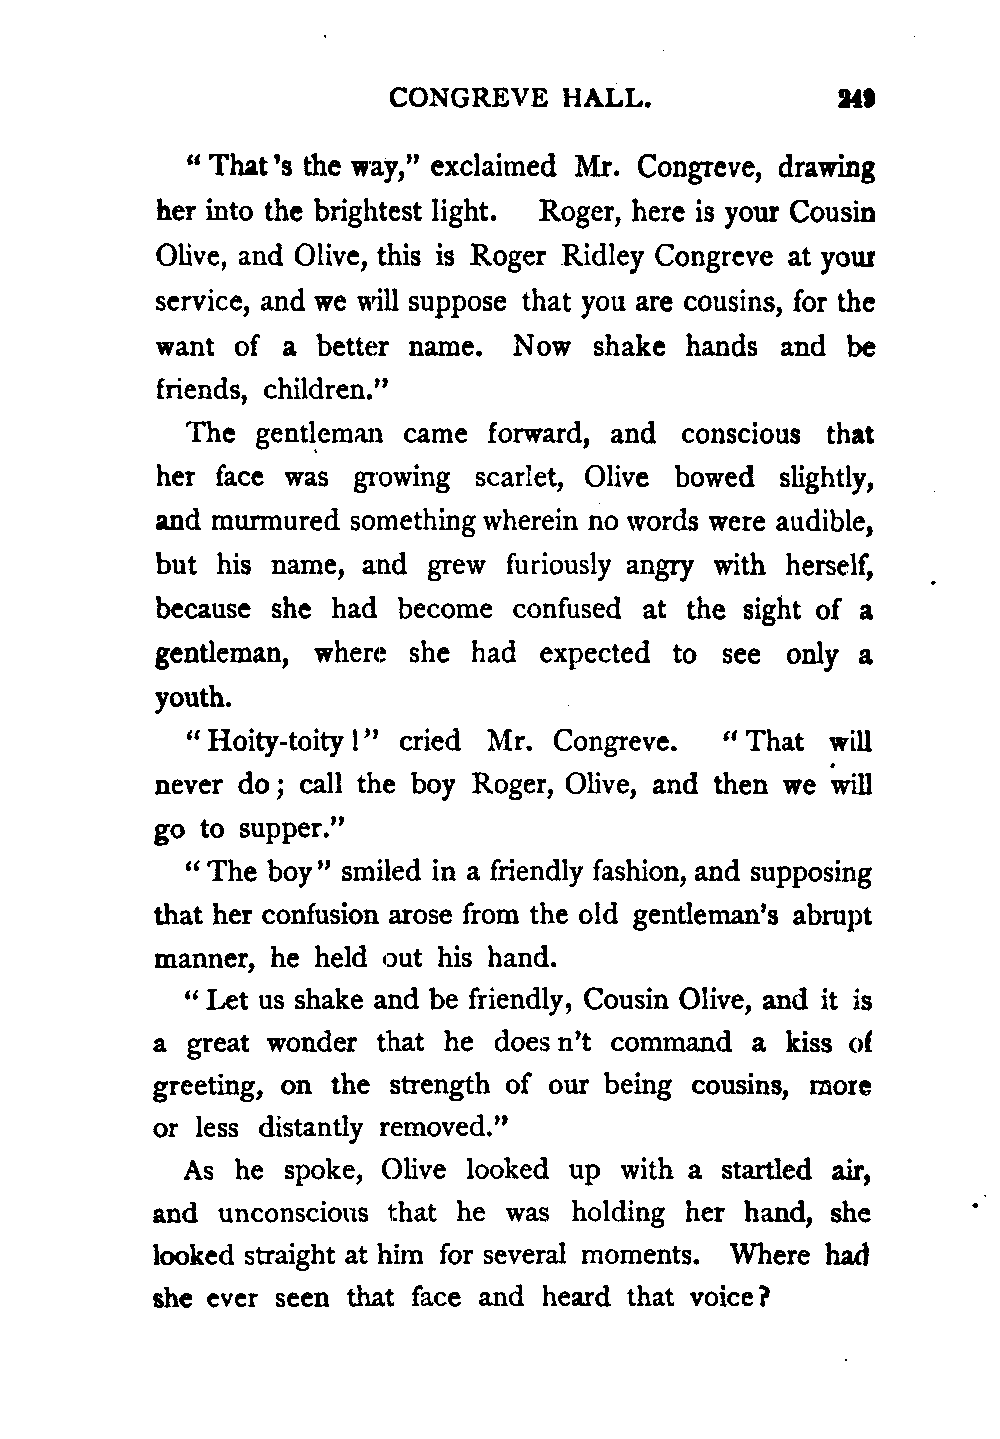 CONGREVE HALL. 249
“ That 's the way,” exclaimed Mr. Congreve, drawing
her into the brightest light. Roger, here is your Cousin
Olive, and Olive, this is Roger Ridley Congreve at your
service, and we will suppose that you are cousins, for the
want of a better name. Now shake hands and be
friends, children.”
The gentleman came forward, and conscious that
her face was growing scarlet, Olive bowed slightly,
and murmured something wherein no words were audible,
but his name, and grew furiously angry with herself,
because she had become confused at the sight of a
gentleman, where she had expected to see only a
youth.
“ Hoity-toity ! ” cried Mr. Congreve. “ That will
never do ; call the boy Roger, Olive, and then we will
go to supper.”
“ The boy ” smiled in a friendly fashion, and supposing
that her confusion arose from the old gentleman's abrupt
manner, he held out his hand.
“ Let us shake and be friendly, Cousin Olive, and it is
a great wonder that he does n't command a kiss of
greeting, on the strength of our being cousins, more
or less distantly removed.”
As he spoke, Olive looked up with a startled air,
and unconscious that he was holding her hand, she
looked straight at him for several moments. Where had
she ever seen that face and heard that voice ?